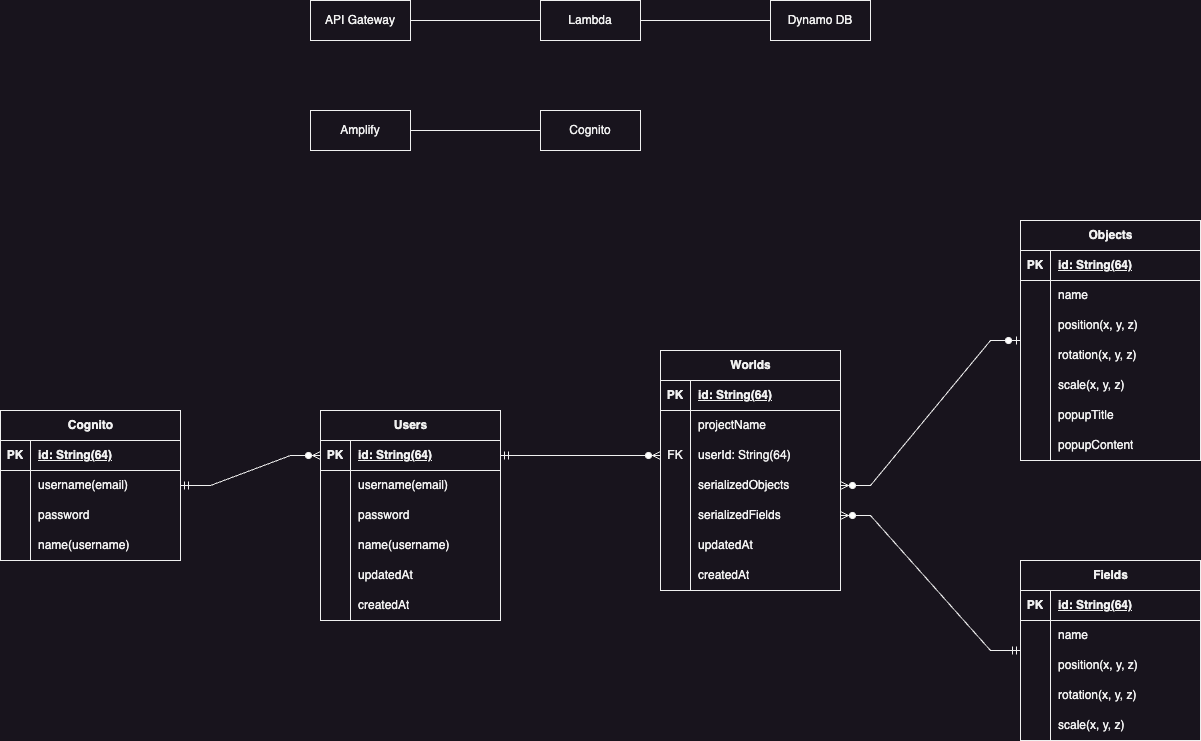 API Gateway
Lambda
Dynamo DB
Amplify
Cognito
Objects
PK id: String(64)
name
position(x, y, z)
rotation(x, y, z)
scale(x, y, z)
popupTitle
popupContent
Worlds
PK id: String(64)
projectName
FK userId: String(64)
serializedObjects
serializedFields
updatedAt
createdAt
Cognito
PK id: String(64)
username(email)
password
name(username)
Users
PK id: String(64)
username(email)
password
name(username)
updatedAt
createdAt
Fields
PK id: String(64)
name
position(x, y, z)
rotation(x, y, z)
scale(x, y, z)